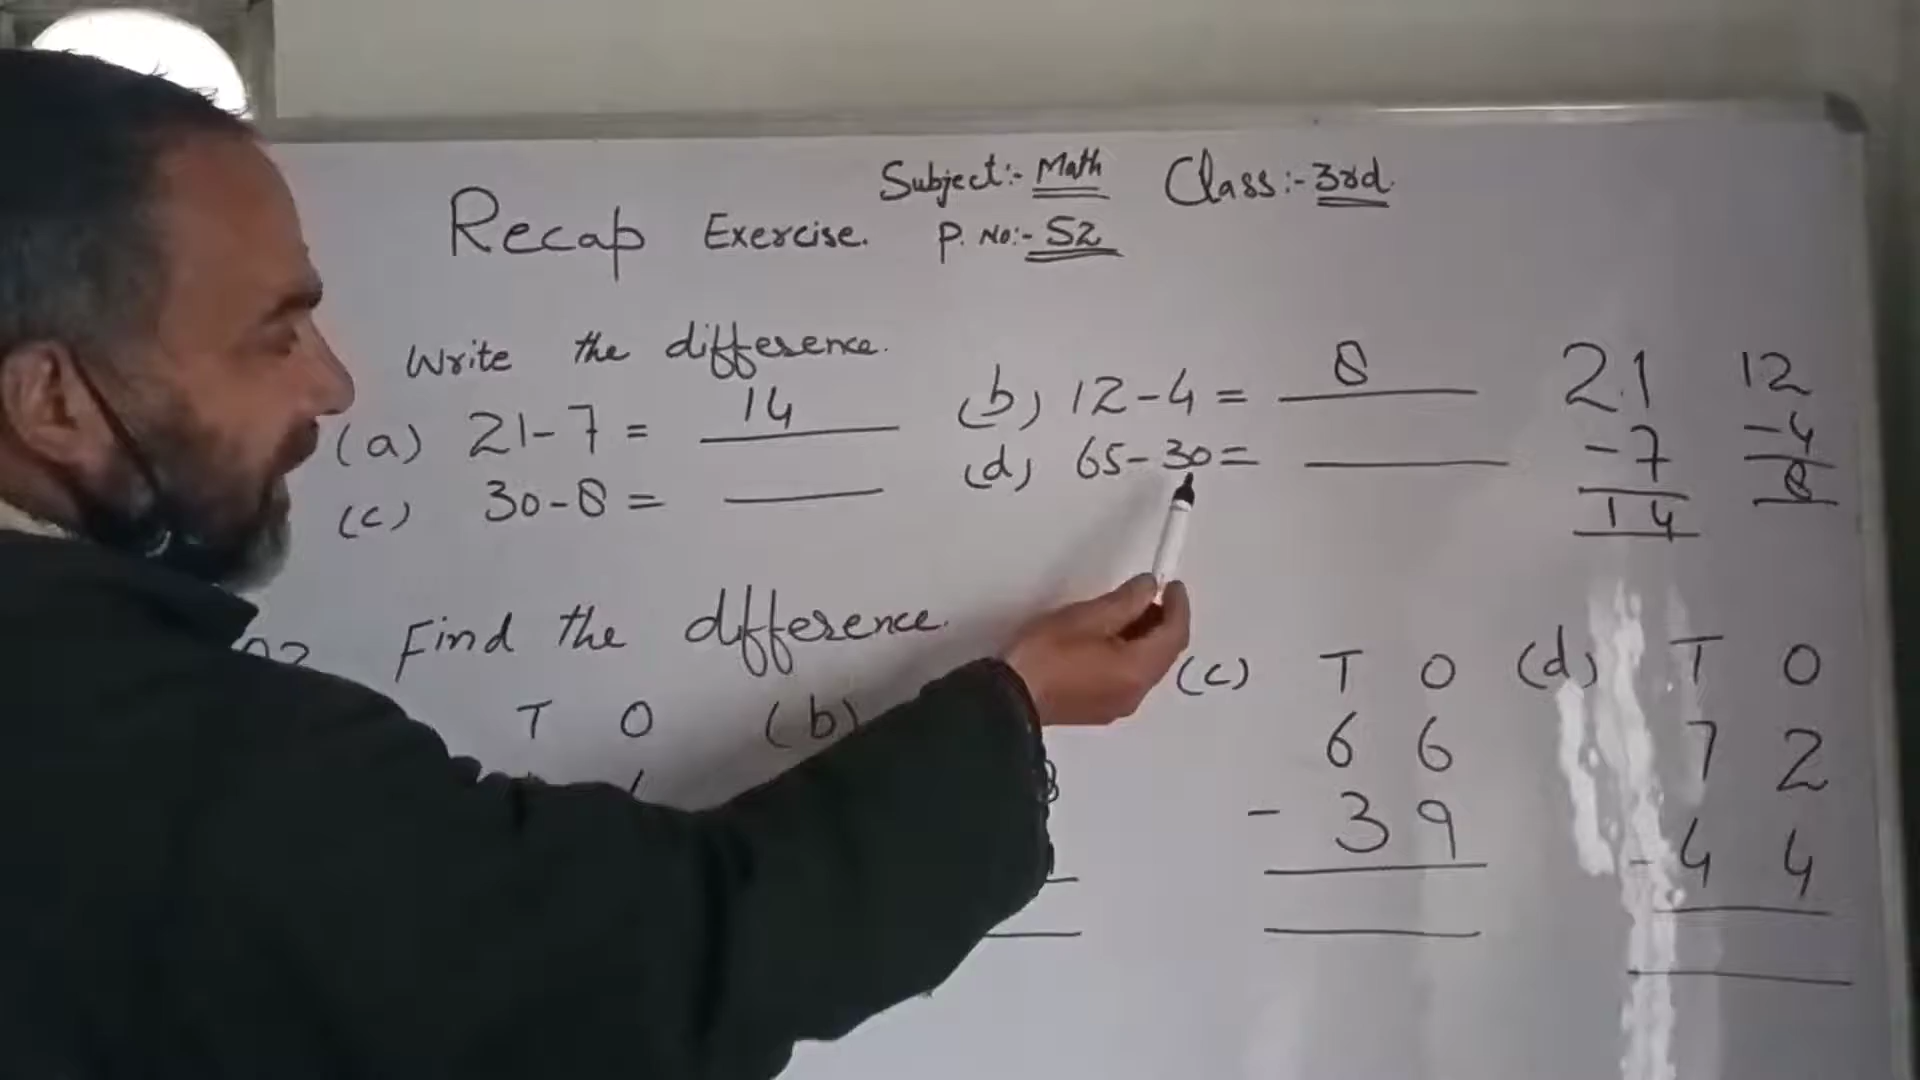 Subject:- Math Class:- 3rd.
Recap Exercise. P. No:- 52
Write the difference.
(a) 21-7 = 14 (b) 12-4 = 8
(c) 30-8 = (d) 65-30=
21
-7
14
12
-4
8
Q2 Find the difference.
T O (b)
(c) T O
6 6
- 3 9
(d) T O
7 2
- 4 4